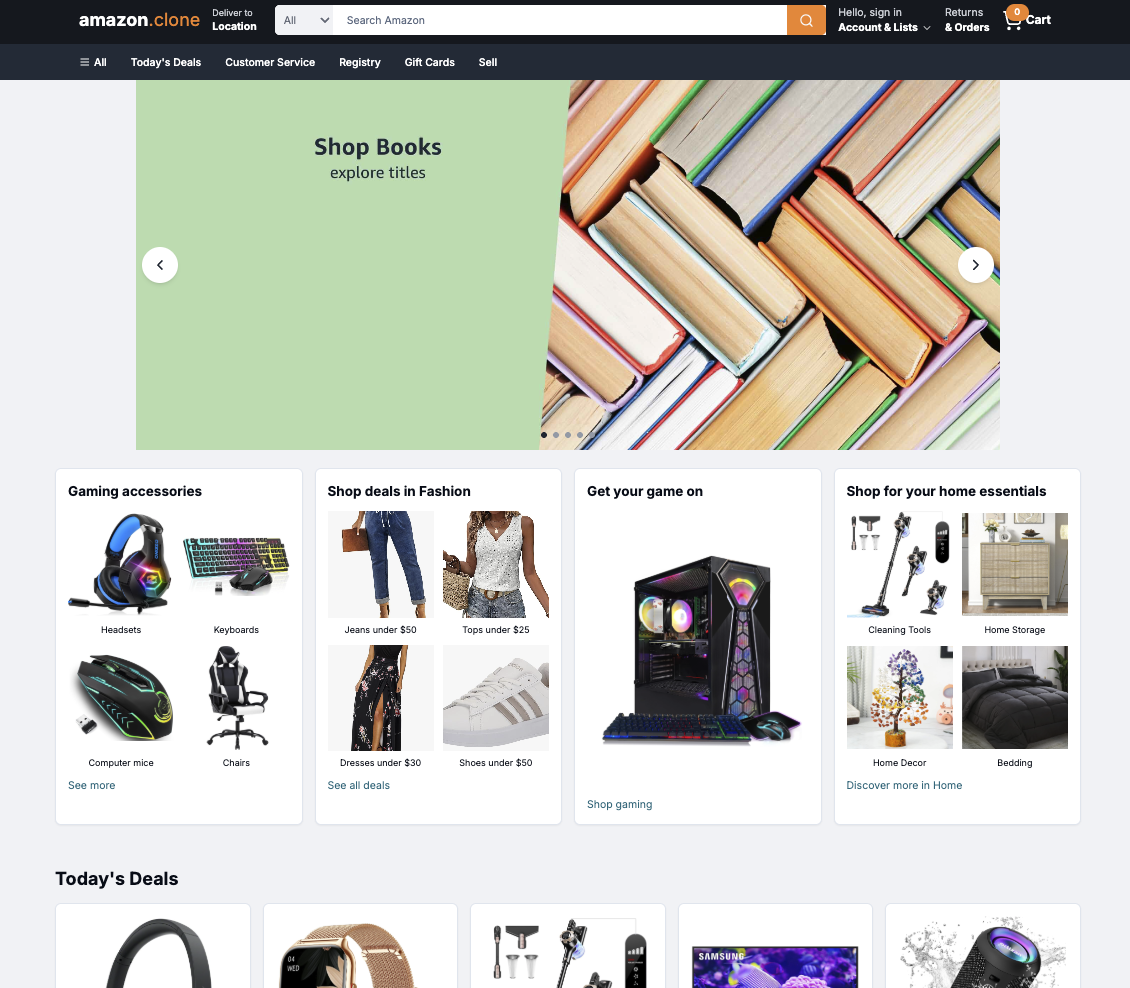 amazon.clone
Deliver to
Location
All
Search Amazon
Hello, sign in
Account & Lists
Returns
& Orders
0
Cart
All
Today's Deals
Customer Service
Registry
Gift Cards
Sell
Shop Books
explore titles
Gaming accessories
Headsets
Keyboards
Computer mice
Chairs
See more
Shop deals in Fashion
Jeans under $50
Tops under $25
Dresses under $30
Shoes under $50
See all deals
Get your game on
Shop gaming
Shop for your home essentials
Cleaning Tools
Home Storage
Home Decor
Bedding
Discover more in Home
Today's Deals
04
WED
SAMSUNG